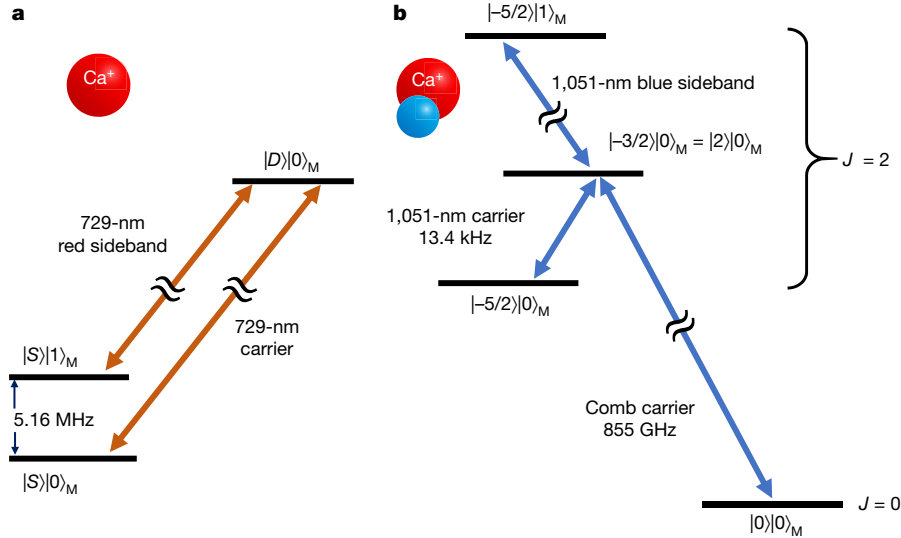 a
Ca⁺
|D⟩|0⟩M
729-nm
red sideband
729-nm
carrier
|S⟩|1⟩M
5.16 MHz
|S⟩|0⟩M
b
Ca⁺
|–5/2⟩|1⟩M
1,051-nm blue sideband
|–3/2⟩|0⟩M = |2⟩|0⟩M
J = 2
1,051-nm carrier
13.4 kHz
|–5/2⟩|0⟩M
Comb carrier
855 GHz
J = 0
|0⟩|0⟩M